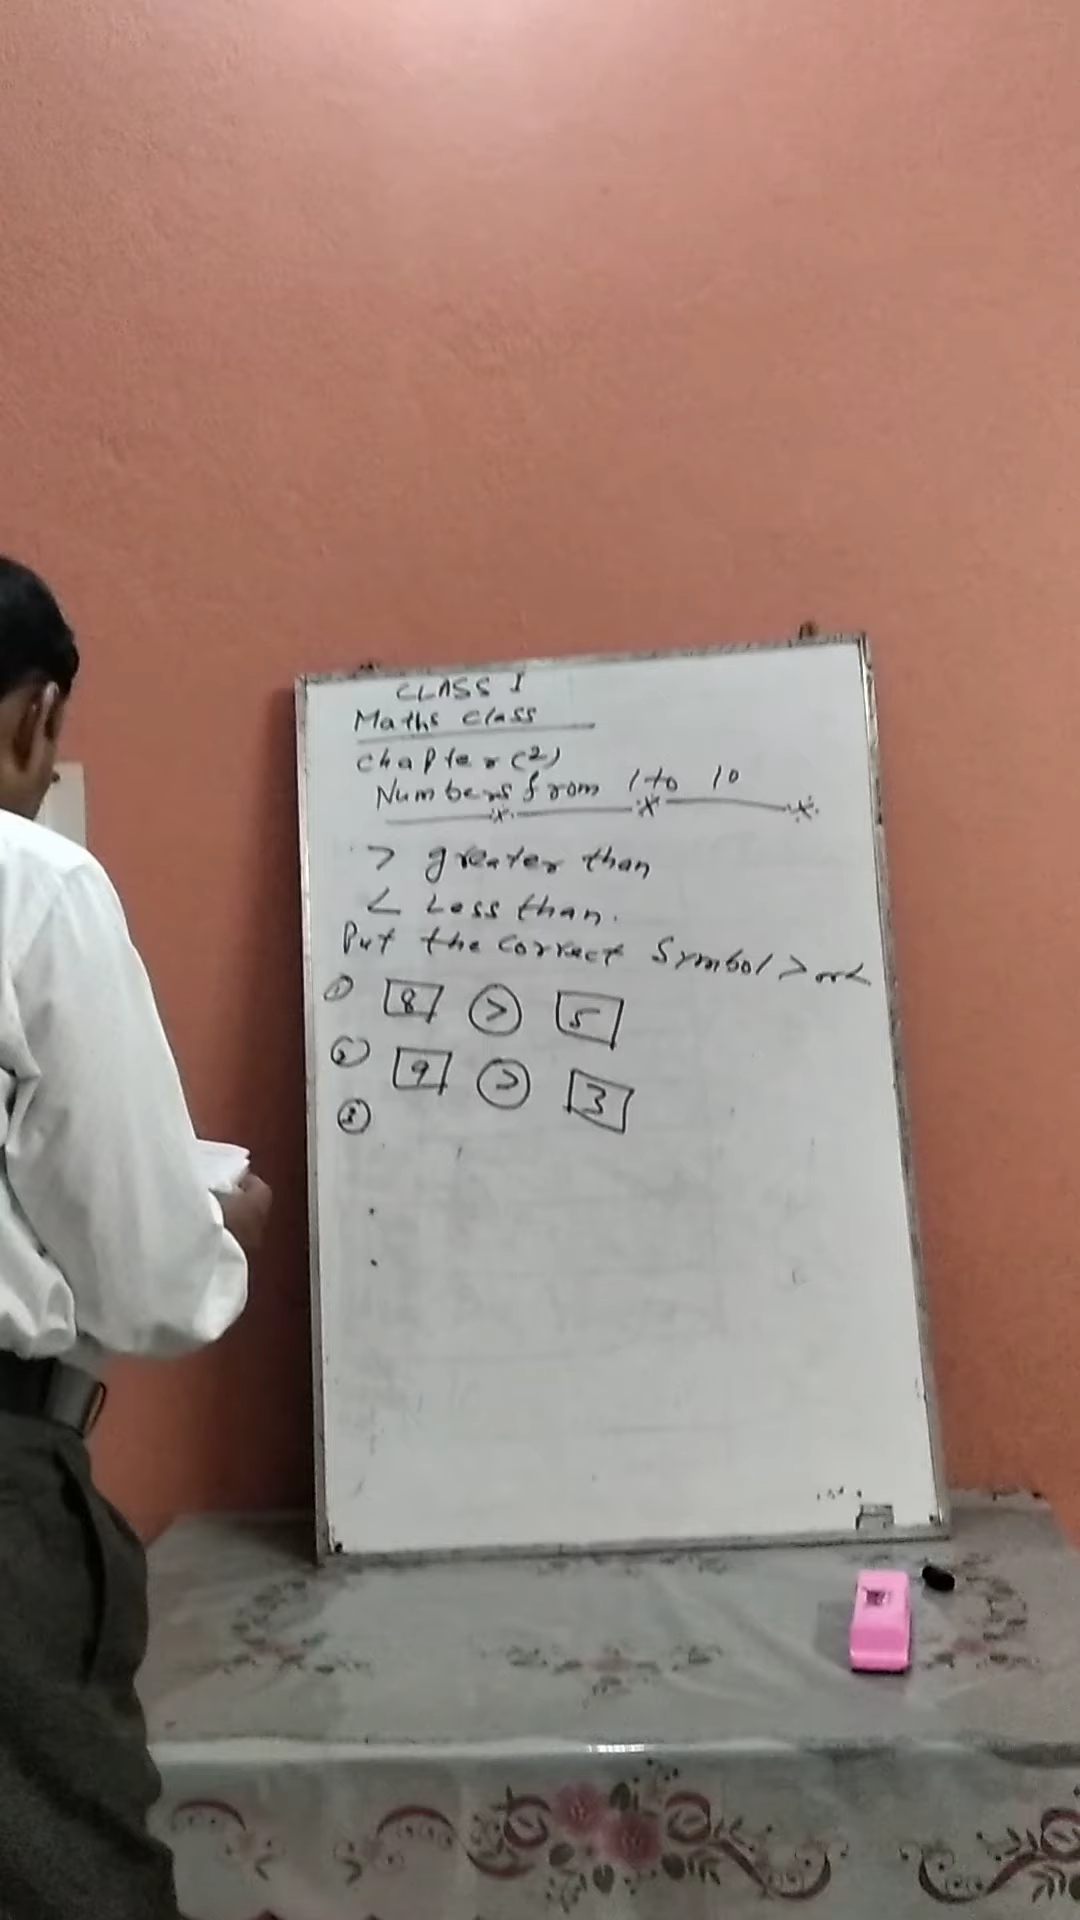 CLASS I
Maths Class
Chapter (2)
Numbers from 1 to 10
> greater than
< Less than.
Put the Correct Symbol > or <
① 8 > 5
② 9 > 3
③